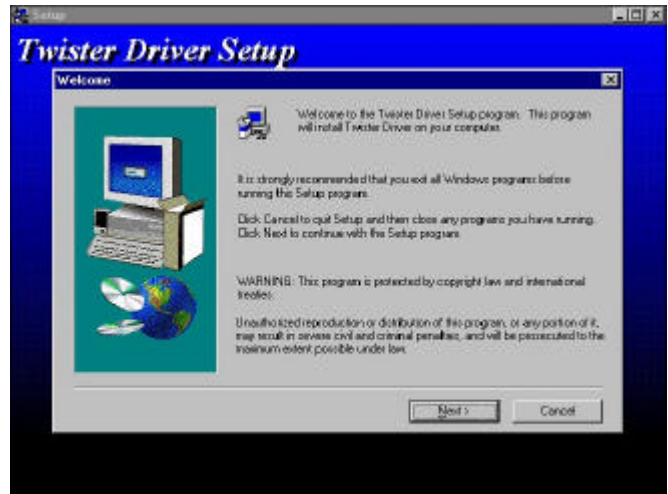 Setup
Twister Driver Setup
Welcome
Welcome to the Twister Driver Setup program. This program
will install Twister Driver on your computer.
It is strongly recommended that you exit all Windows programs before
running this Setup program.
Click Cancel to quit Setup and then close any programs you have running.
Click Next to continue with the Setup program.
WARNING: This program is protected by copyright law and international
treaties.
Unauthorized reproduction or distribution of this program, or any portion of it,
may result in severe civil and criminal penalties, and will be prosecuted to the
maximum extent possible under law.
Next >
Cancel